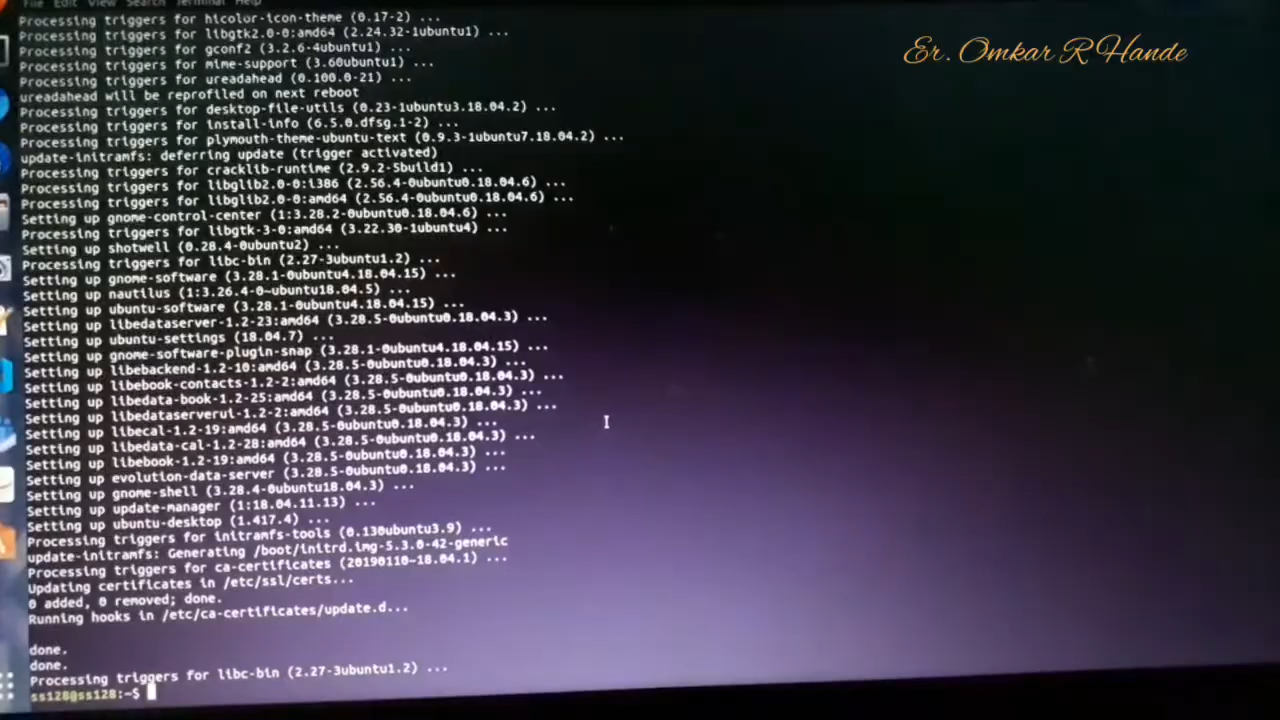 File Edit View Search Terminal Help
Processing triggers for hicolor-icon-theme (0.17-2) ...
Processing triggers for libgtk2.0-0:amd64 (2.24.32-1ubuntu1) ...
Processing triggers for gconf2 (3.2.6-4ubuntu1) ...
Processing triggers for mime-support (3.60ubuntu1) ...
Processing triggers for ureadahead (0.100.0-21) ...
ureadahead will be reprofiled on next reboot
Processing triggers for desktop-file-utils (0.23-1ubuntu3.18.04.2) ...
Processing triggers for install-info (6.5.0.dfsg.1-2) ...
Processing triggers for plymouth-theme-ubuntu-text (0.9.3-1ubuntu7.18.04.2) ...
update-initramfs: deferring update (trigger activated)
Processing triggers for cracklib-runtime (2.9.2-5build1) ...
Processing triggers for libglib2.0-0:i386 (2.56.4-0ubuntu0.18.04.6) ...
Processing triggers for libglib2.0-0:amd64 (2.56.4-0ubuntu0.18.04.6) ...
Setting up gnome-control-center (1:3.28.2-0ubuntu0.18.04.6) ...
Processing triggers for libgtk-3-0:amd64 (3.22.30-1ubuntu4) ...
Setting up shotwell (0.28.4-0ubuntu2) ...
Processing triggers for libc-bin (2.27-3ubuntu1.2) ...
Setting up gnome-software (3.28.1-0ubuntu4.18.04.15) ...
Setting up nautilus (1:3.26.4-0~ubuntu18.04.5) ...
Setting up ubuntu-software (3.28.1-0ubuntu4.18.04.15) ...
Setting up libedataserver-1.2-23:amd64 (3.28.5-0ubuntu0.18.04.3) ...
Setting up ubuntu-settings (18.04.7) ...
Setting up gnome-software-plugin-snap (3.28.1-0ubuntu4.18.04.15) ...
Setting up libebackend-1.2-10:amd64 (3.28.5-0ubuntu0.18.04.3) ...
Setting up libebook-contacts-1.2-2:amd64 (3.28.5-0ubuntu0.18.04.3) ...
Setting up libedata-book-1.2-25:amd64 (3.28.5-0ubuntu0.18.04.3) ...
Setting up libedataserverui-1.2-2:amd64 (3.28.5-0ubuntu0.18.04.3) ...
Setting up libecal-1.2-19:amd64 (3.28.5-0ubuntu0.18.04.3) ...
Setting up libedata-cal-1.2-28:amd64 (3.28.5-0ubuntu0.18.04.3) ...
Setting up libebook-1.2-19:amd64 (3.28.5-0ubuntu0.18.04.3) ...
Setting up evolution-data-server (3.28.5-0ubuntu0.18.04.3) ...
Setting up gnome-shell (3.28.4-0ubuntu18.04.3) ...
Setting up update-manager (1:18.04.11.13) ...
Setting up ubuntu-desktop (1.417.4) ...
Processing triggers for initramfs-tools (0.130ubuntu3.9) ...
update-initramfs: Generating /boot/initrd.img-5.3.0-42-generic
Processing triggers for ca-certificates (20190110~18.04.1) ...
Updating certificates in /etc/ssl/certs...
0 added, 0 removed; done.
Running hooks in /etc/ca-certificates/update.d...
done.
done.
Processing triggers for libc-bin (2.27-3ubuntu1.2) ...
ss128@ss128:~$
Er. Omkar R Hande